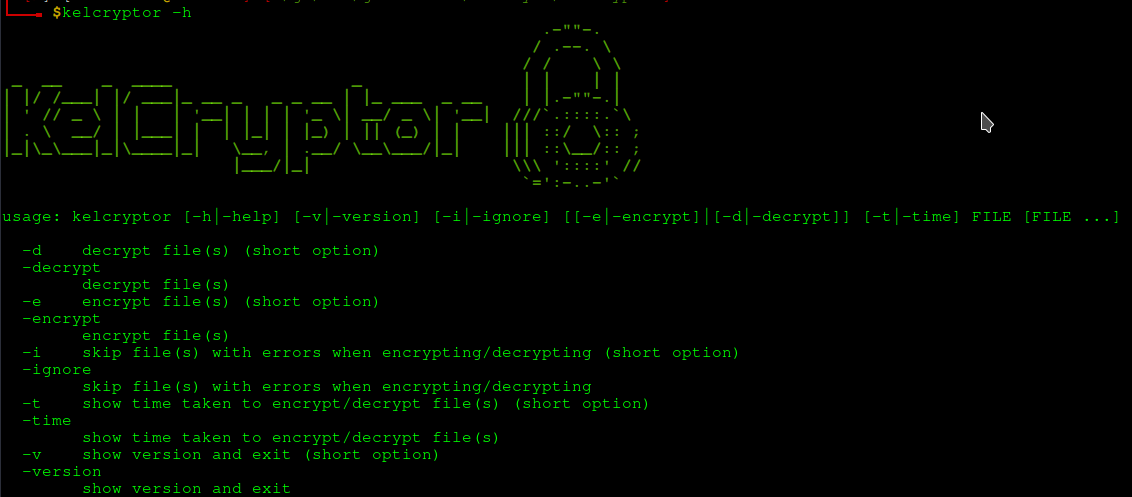 $kelcryptor -h
KelCryptor
usage: kelcryptor [-h|-help] [-v|-version] [-i|-ignore] [[-e|-encrypt]|[-d|-decrypt]] [-t|-time] FILE [FILE ...]
-d    decrypt file(s) (short option)
-decrypt
decrypt file(s)
-e    encrypt file(s) (short option)
-encrypt
encrypt file(s)
-i    skip file(s) with errors when encrypting/decrypting (short option)
-ignore
skip file(s) with errors when encrypting/decrypting
-t    show time taken to encrypt/decrypt file(s) (short option)
-time
show time taken to encrypt/decrypt file(s)
-v    show version and exit (short option)
-version
show version and exit